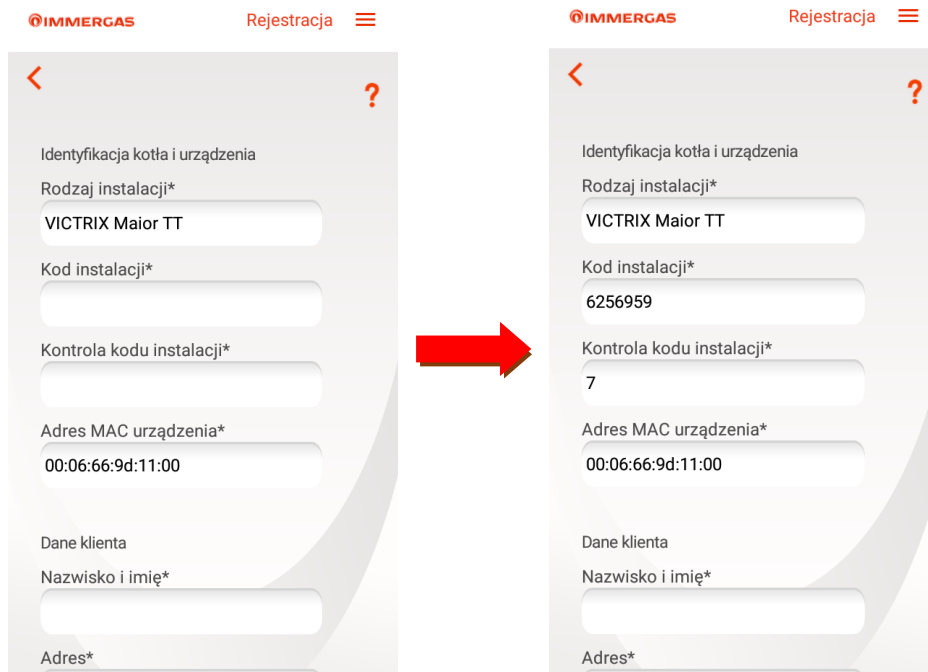 IMMERGAS
Rejestracja
?
Identyfikacja kotła i urządzenia
Rodzaj instalacji*
VICTRIX Maior TT
Kod instalacji*
Kontrola kodu instalacji*
Adres MAC urządzenia*
00:06:66:9d:11:00
Dane klienta
Nazwisko i imię*
Adres*
IMMERGAS
Rejestracja
?
Identyfikacja kotła i urządzenia
Rodzaj instalacji*
VICTRIX Maior TT
Kod instalacji*
6256959
Kontrola kodu instalacji*
7
Adres MAC urządzenia*
00:06:66:9d:11:00
Dane klienta
Nazwisko i imię*
Adres*